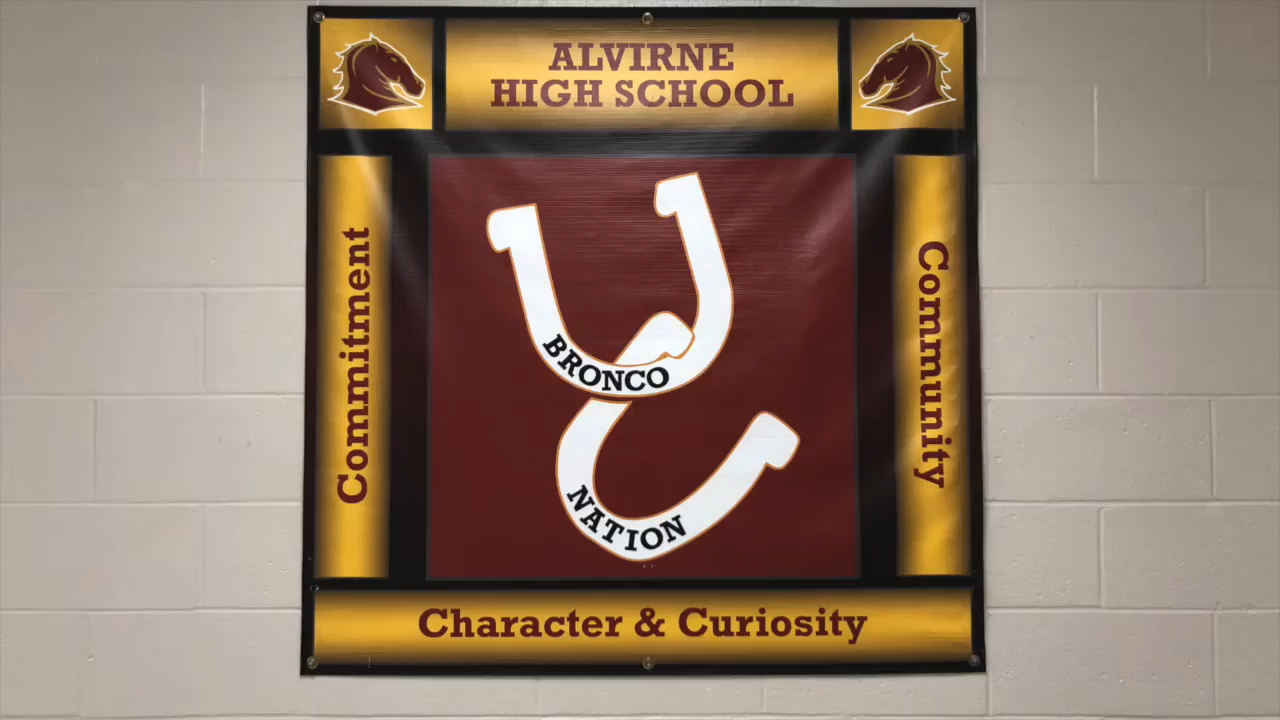 ALVIRNE
HIGH SCHOOL
Commitment
BRONCO
NATION
Community
Character & Curiosity